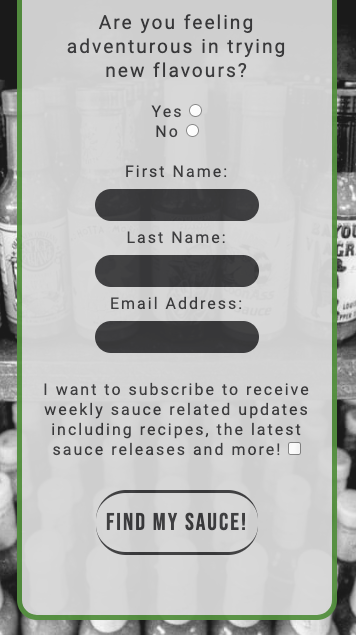 Are you feeling
adventurous in trying
new flavours?
Yes
No
First Name:
Last Name:
Email Address:
I want to subscribe to receive
weekly sauce related updates
including recipes, the latest
sauce releases and more!
FIND MY SAUCE!